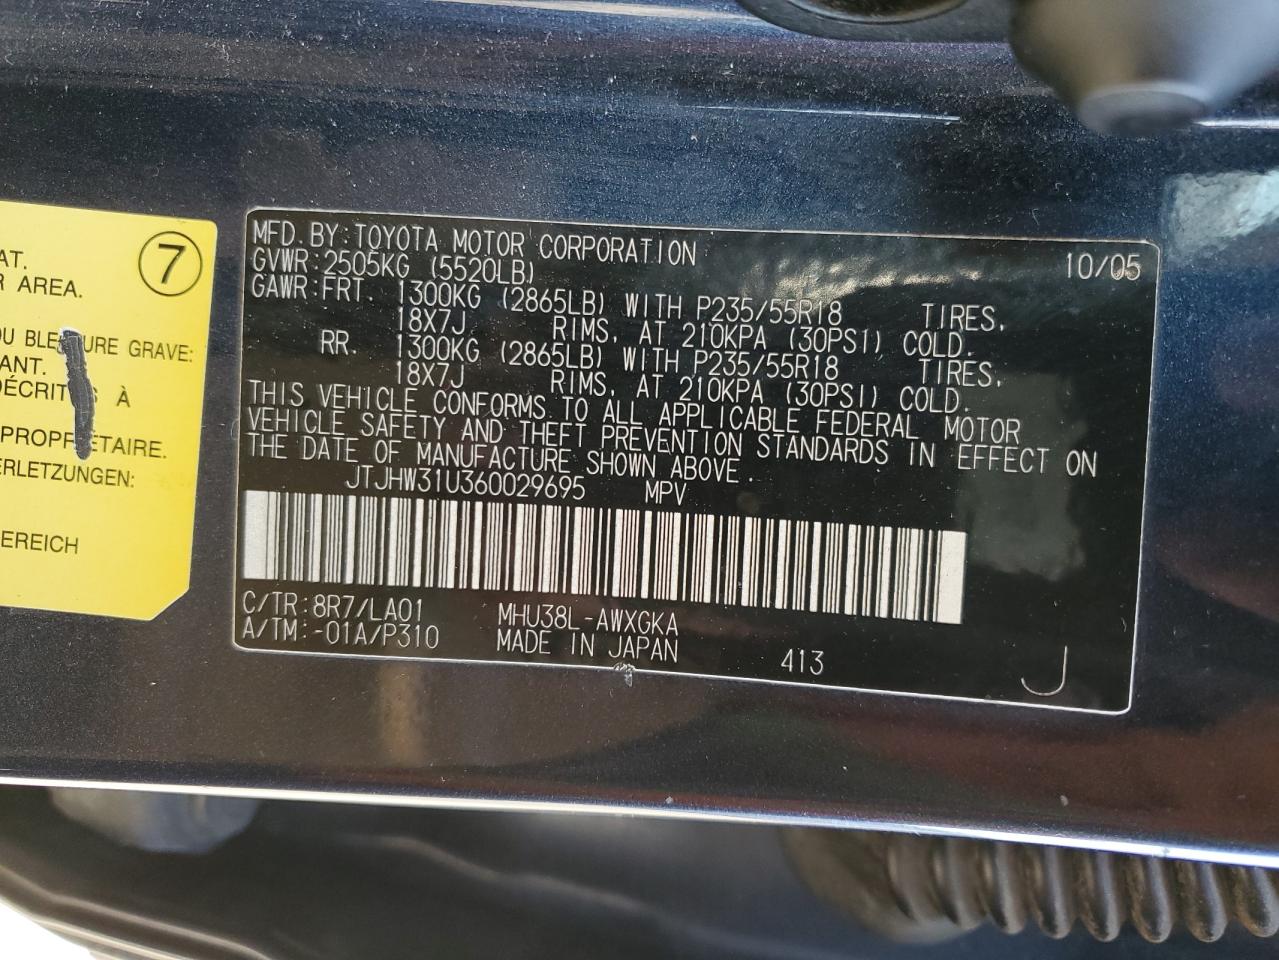 AT.
R AREA.
7
OU BLESSURE GRAVE:
ANT.
DÉCRITS À
PROPRIETAIRE.
ERLETZUNGEN:
EREICH
MFD. BY: TOYOTA MOTOR CORPORATION 10/05
GVWR: 2505KG (5520LB)
GAWR: FRT. 1300KG (2865LB) WITH P235/55R18 TIRES,
18X7J RIMS, AT 210KPA (30PSI) COLD.
RR. 1300KG (2865LB) WITH P235/55R18 TIRES,
18X7J RIMS, AT 210KPA (30PSI) COLD.
THIS VEHICLE CONFORMS TO ALL APPLICABLE FEDERAL MOTOR
VEHICLE SAFETY AND THEFT PREVENTION STANDARDS IN EFFECT ON
THE DATE OF MANUFACTURE SHOWN ABOVE.
JTJHW31U360029695 MPV
C/TR: 8R7/LA01 MHU38L-AWXGKA
A/TM: -01A/P310 MADE IN JAPAN 413 J